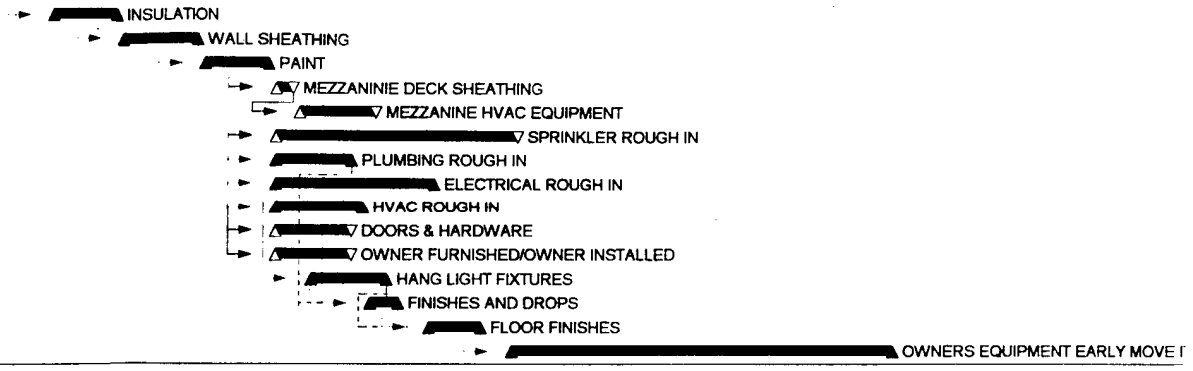 INSULATION
WALL SHEATHING
PAINT
MEZZANINIE DECK SHEATHING
MEZZANINE HVAC EQUIPMENT
SPRINKLER ROUGH IN
PLUMBING ROUGH IN
ELECTRICAL ROUGH IN
HVAC ROUGH IN
DOORS & HARDWARE
OWNER FURNISHED/OWNER INSTALLED
HANG LIGHT FIXTURES
FINISHES AND DROPS
FLOOR FINISHES
OWNERS EQUIPMENT EARLY MOVE